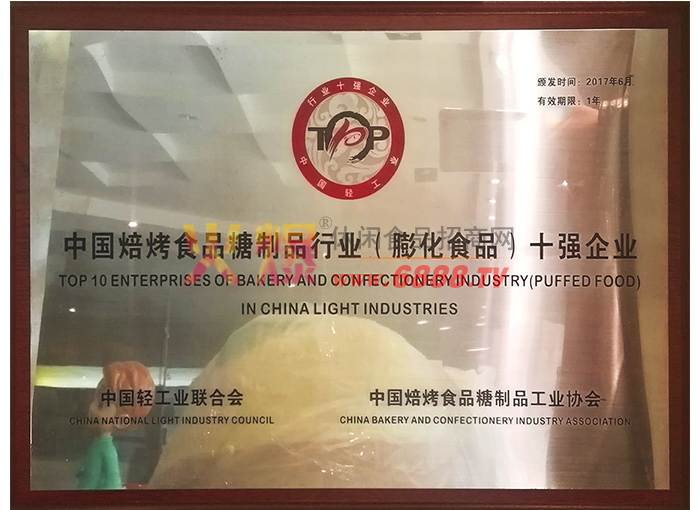 颁发时间：2017年6月
有效期限：1年
行业十强企业
TOP
中国轻工业
火爆®休闲食品招商网
6888.TV
中国焙烤食品糖制品行业（膨化食品）十强企业
TOP 10 ENTERPRISES OF BAKERY AND CONFECTIONERY INDUSTRY(PUFFED FOOD)
IN CHINA LIGHT INDUSTRIES
中国轻工业联合会
CHINA NATIONAL LIGHT INDUSTRY COUNCIL
中国焙烤食品糖制品工业协会
CHINA BAKERY AND CONFECTIONERY INDUSTRY ASSOCIATION